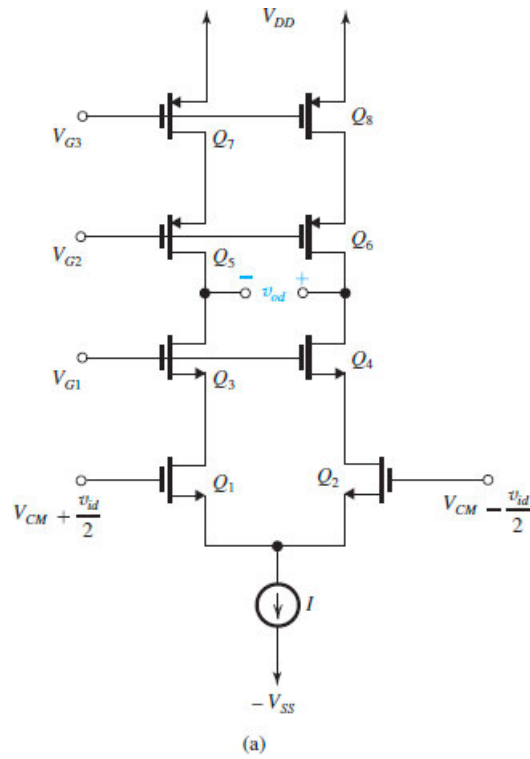 V_DD
V_G3
Q_7
Q_8
V_G2
Q_5
Q_6
− v_od +
V_G1
Q_3
Q_4
Q_1
Q_2
V_CM + v_id/2
V_CM − v_id/2
I
−V_SS
(a)